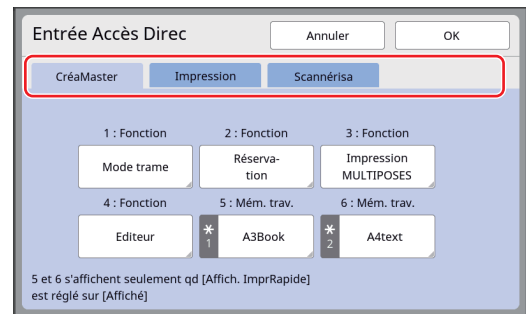 Entrée Accès Direc
Annuler
OK
CréaMaster
Impression
Scannérisa
1 : Fonction
2 : Fonction
3 : Fonction
Mode trame
Réserva-
tion
Impression
MULTIPOSES
4 : Fonction
5 : Mém. trav.
6 : Mém. trav.
Editeur
* 1
A3Book
* 2
A4text
5 et 6 s'affichent seulement qd [Affich. ImprRapide]
est réglé sur [Affiché]